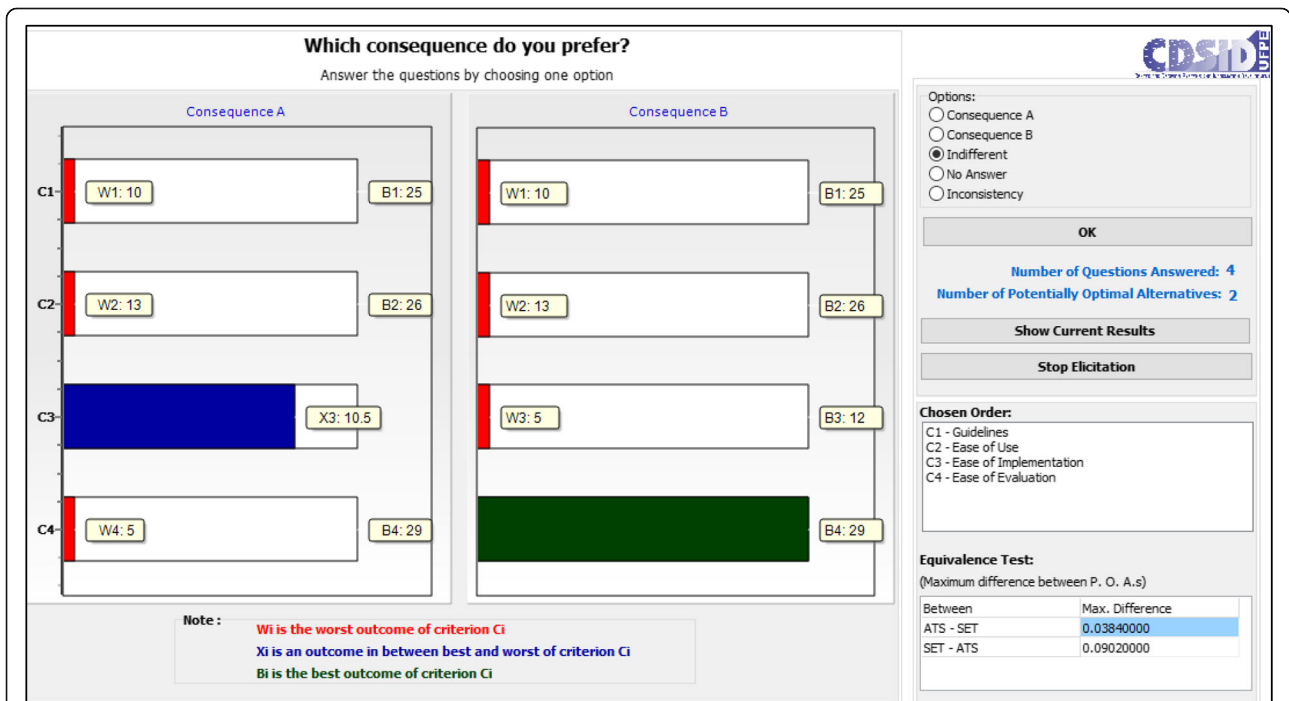 Which consequence do you prefer?
Answer the questions by choosing one option
Consequence A
C1
W1: 10
B1: 25
C2
W2: 13
B2: 26
C3
X3: 10.5
C4
W4: 5
B4: 29
Consequence B
W1: 10
B1: 25
W2: 13
B2: 26
W3: 5
B3: 12
B4: 29
Note :
Wi is the worst outcome of criterion Ci
Xi is an outcome in between best and worst of criterion Ci
Bi is the best outcome of criterion Ci
CDSID
UFPE
Options:
Consequence A
Consequence B
Indifferent
No Answer
Inconsistency
OK
Number of Questions Answered: 4
Number of Potentially Optimal Alternatives: 2
Show Current Results
Stop Elicitation
Chosen Order:
C1 - Guidelines
C2 - Ease of Use
C3 - Ease of Implementation
C4 - Ease of Evaluation
Equivalence Test:
(Maximum difference between P. O. A.s)
Between Max. Difference
ATS - SET 0.03840000
SET - ATS 0.09020000